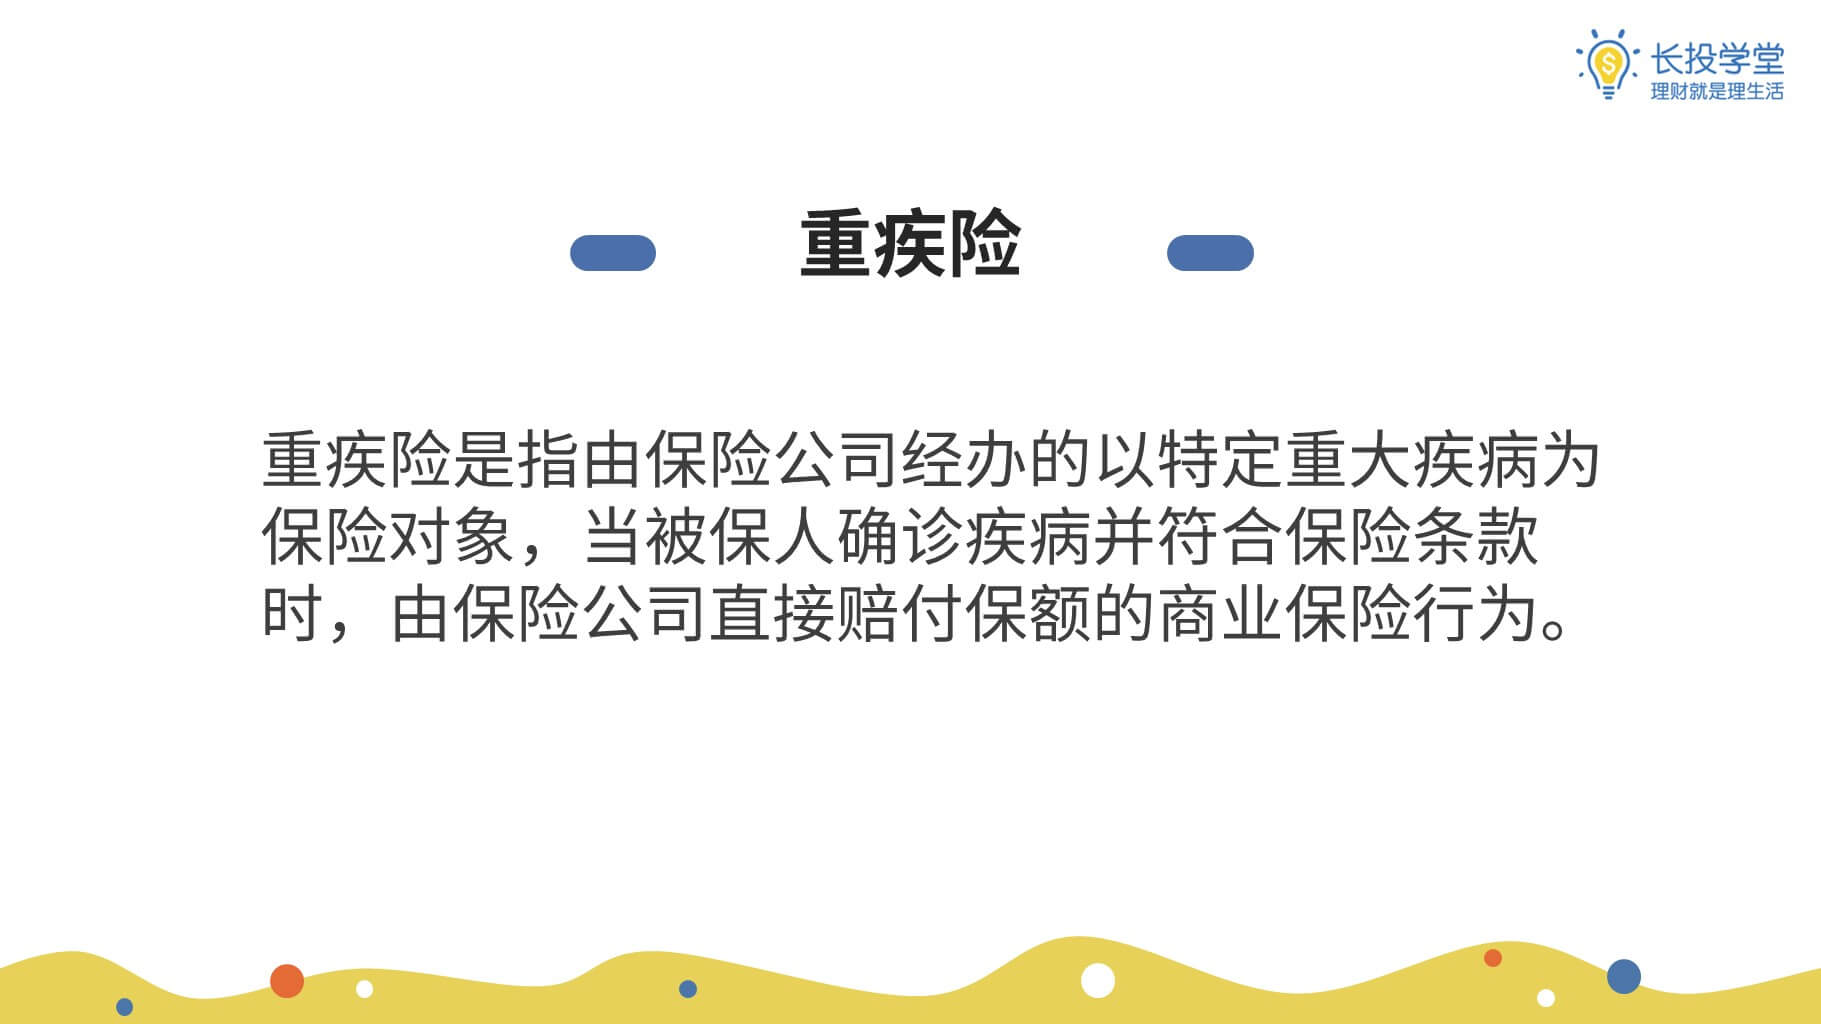 长投学堂
理财就是理生活
重疾险
重疾险是指由保险公司经办的以特定重大疾病为
保险对象，当被保人确诊疾病并符合保险条款
时，由保险公司直接赔付保额的商业保险行为。